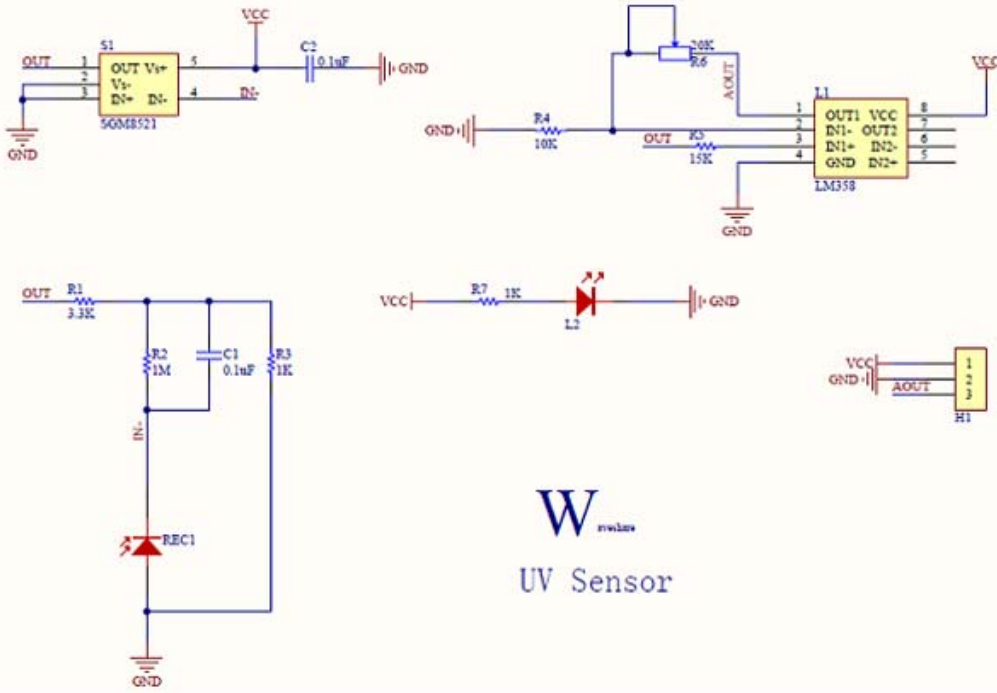 VCC
S1
OUT 1 OUT Vs+ 5
2 Vs-
3 IN+ IN- 4 IN-
SGM8521
GND
C2
0.1uF
GND
20K
R6
AOUT
VCC
L1
1 OUT1 VCC 8
2 IN1- OUT2 7
3 IN1+ IN2- 6
4 GND IN2+ 5
LM358
GND
R4
10K
OUT R5
15K
GND
OUT R1
3.3K
R2
1M
C1
0.1uF
R3
1K
IN-
REC1
GND
VCC R7 1K
L2
GND
VCC 1
GND 2
AOUT 3
H1
W
UV Sensor